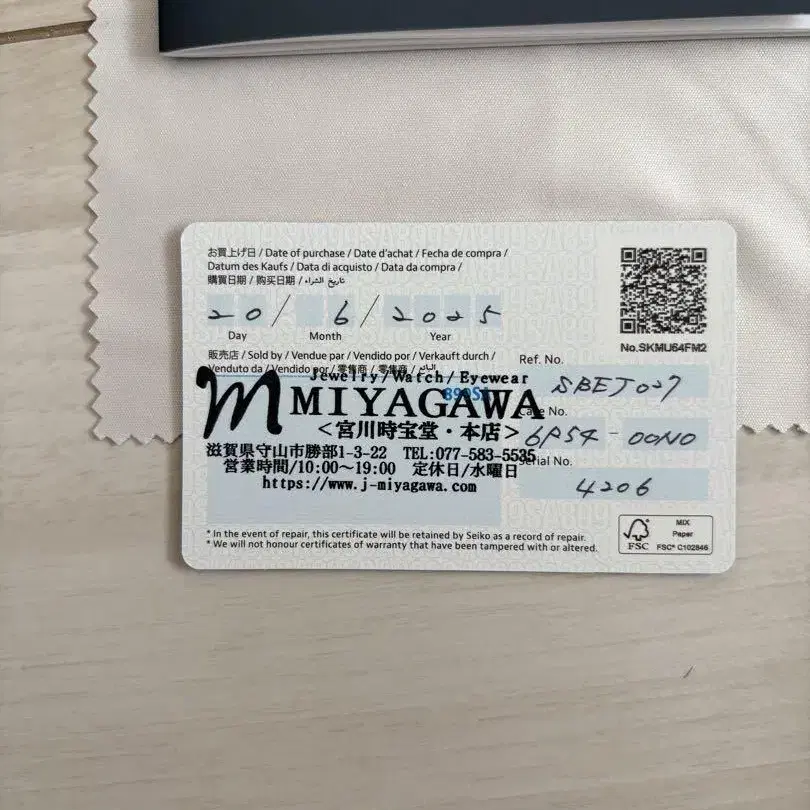 お買上げ日 / Date of purchase / Date d'achat / Fecha de compra /
Datum des Kaufs / Data di acquisto / Data da compra /
購買日期 / 购买日期 / تاريخ الشراء
20 / 6 / 2025
Day Month Year
No.SKMU64FM2
販売店 / Sold by / Vendue par / Vendido por / Verkauft durch /
Venduto da / Vendido por / 零售商 / 零售商 /
Jewelry/Watch/Eyewear
m MIYAGAWA
<宮川時宝堂・本店>
滋賀県守山市勝部1-3-22 TEL:077-583-5535
営業時間/10:00〜19:00 定休日/水曜日
https://www.j-miyagawa.com
Ref. No.
SBEJ027
Case No.
6R54-00N0
Serial No.
4206
* In the event of repair, this certificate will be retained by Seiko as a record of repair.
* We will not honour certificates of warranty that have been tampered with or altered.
FSC
MIX
Paper
FSC® C102846